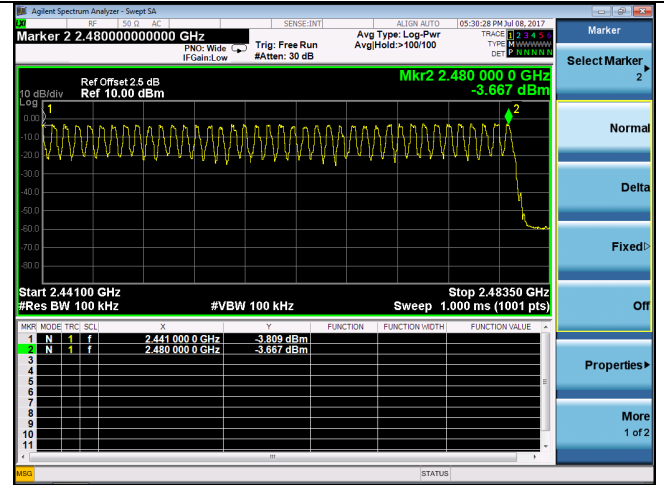 Agilent Spectrum Analyzer - Swept SA
LXI RF 50 Ω AC SENSE:INT ALIGN AUTO 05:30:28 PM Jul 08, 2017
Marker 2 2.480000000000 GHz
PNO: Wide
IFGain:Low
Trig: Free Run
#Atten: 30 dB
Avg Type: Log-Pwr
Avg|Hold:>100/100
TRACE 1 2 3 4 5 6
TYPE M WWWWW
DET P N N N N N
Marker
Select Marker
2
Normal
Delta
Fixed
Off
Properties
More
1 of 2
Mkr2 2.480 000 0 GHz
-3.667 dBm
Ref Offset 2.5 dB
10 dB/div Ref 10.00 dBm
Log
1
2
0.00
-10.0
-20.0
-30.0
-40.0
-50.0
-60.0
-70.0
-80.0
Start 2.44100 GHz Stop 2.48350 GHz
#Res BW 100 kHz #VBW 100 kHz Sweep 1.000 ms (1001 pts)
MKR MODE TRC SCL X Y FUNCTION FUNCTION WIDTH FUNCTION VALUE
1 N 1 f 2.441 000 0 GHz -3.809 dBm
2 N 1 f 2.480 000 0 GHz -3.667 dBm
3
4
5
6
7
8
9
10
11
MSG STATUS